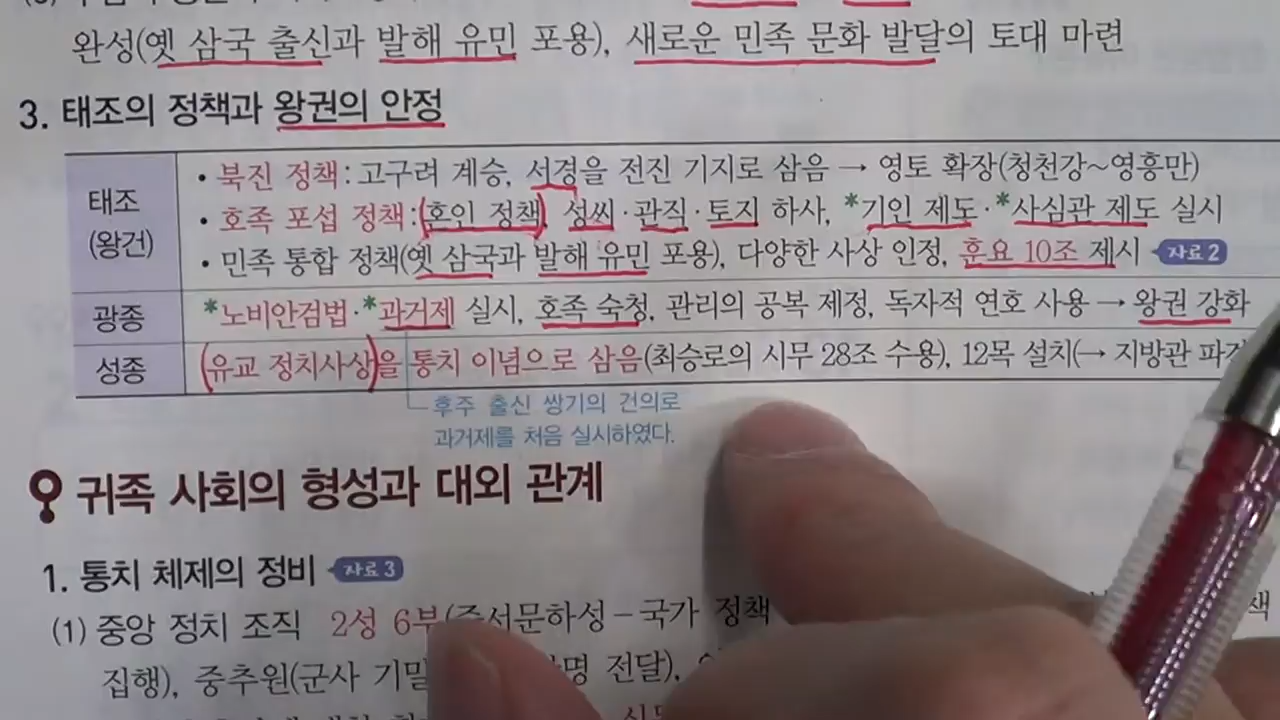 완성(옛 삼국 출신과 발해 유민 포용), 새로운 민족 문화 발달의 토대 마련
3. 태조의 정책과 왕권의 안정
태조
(왕건)
• 북진 정책: 고구려 계승, 서경을 전진 기지로 삼음 → 영토 확장(청천강~영흥만)
• 호족 포섭 정책: (혼인 정책), 성씨·관직·토지 하사, *기인 제도·*사심관 제도 실시
• 민족 통합 정책(옛 삼국과 발해 유민 포용), 다양한 사상 인정, 훈요 10조 제시 자료 2
광종
*노비안검법·*과거제 실시, 호족 숙청, 관리의 공복 제정, 독자적 연호 사용 → 왕권 강화
성종
(유교 정치사상)을 통치 이념으로 삼음(최승로의 시무 28조 수용), 12목 설치(→ 지방관
후주 출신 쌍기의 건의로
과거제를 처음 실시하였다.
귀족 사회의 형성과 대외 관계
1. 통치 체제의 정비 자료 3
(1) 중앙 정치 조직 2성 6부(중서문하성 – 국가 정책
집행), 중추원(군사 기밀 전달),